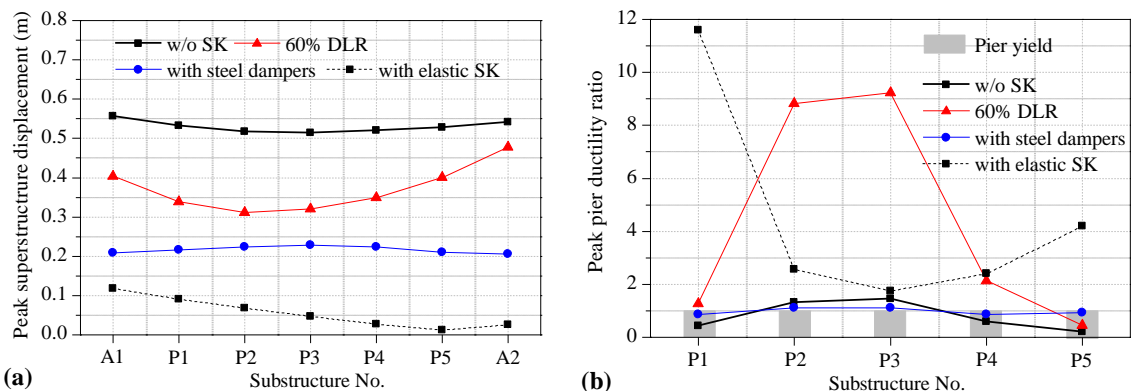 Peak superstructrure displacement (m)
0.8
0.7
0.6
0.5
0.4
0.3
0.2
0.1
0.0
w/o SK
60% DLR
with steel dampers
with elastic SK
A1 P1 P2 P3 P4 P5 A2
Substructure No.
(a)
Peak pier ductility ratio
12
10
8
6
4
2
0
Pier yield
w/o SK
60% DLR
with steel dampers
with elastic SK
P1 P2 P3 P4 P5
Substructure No.
(b)